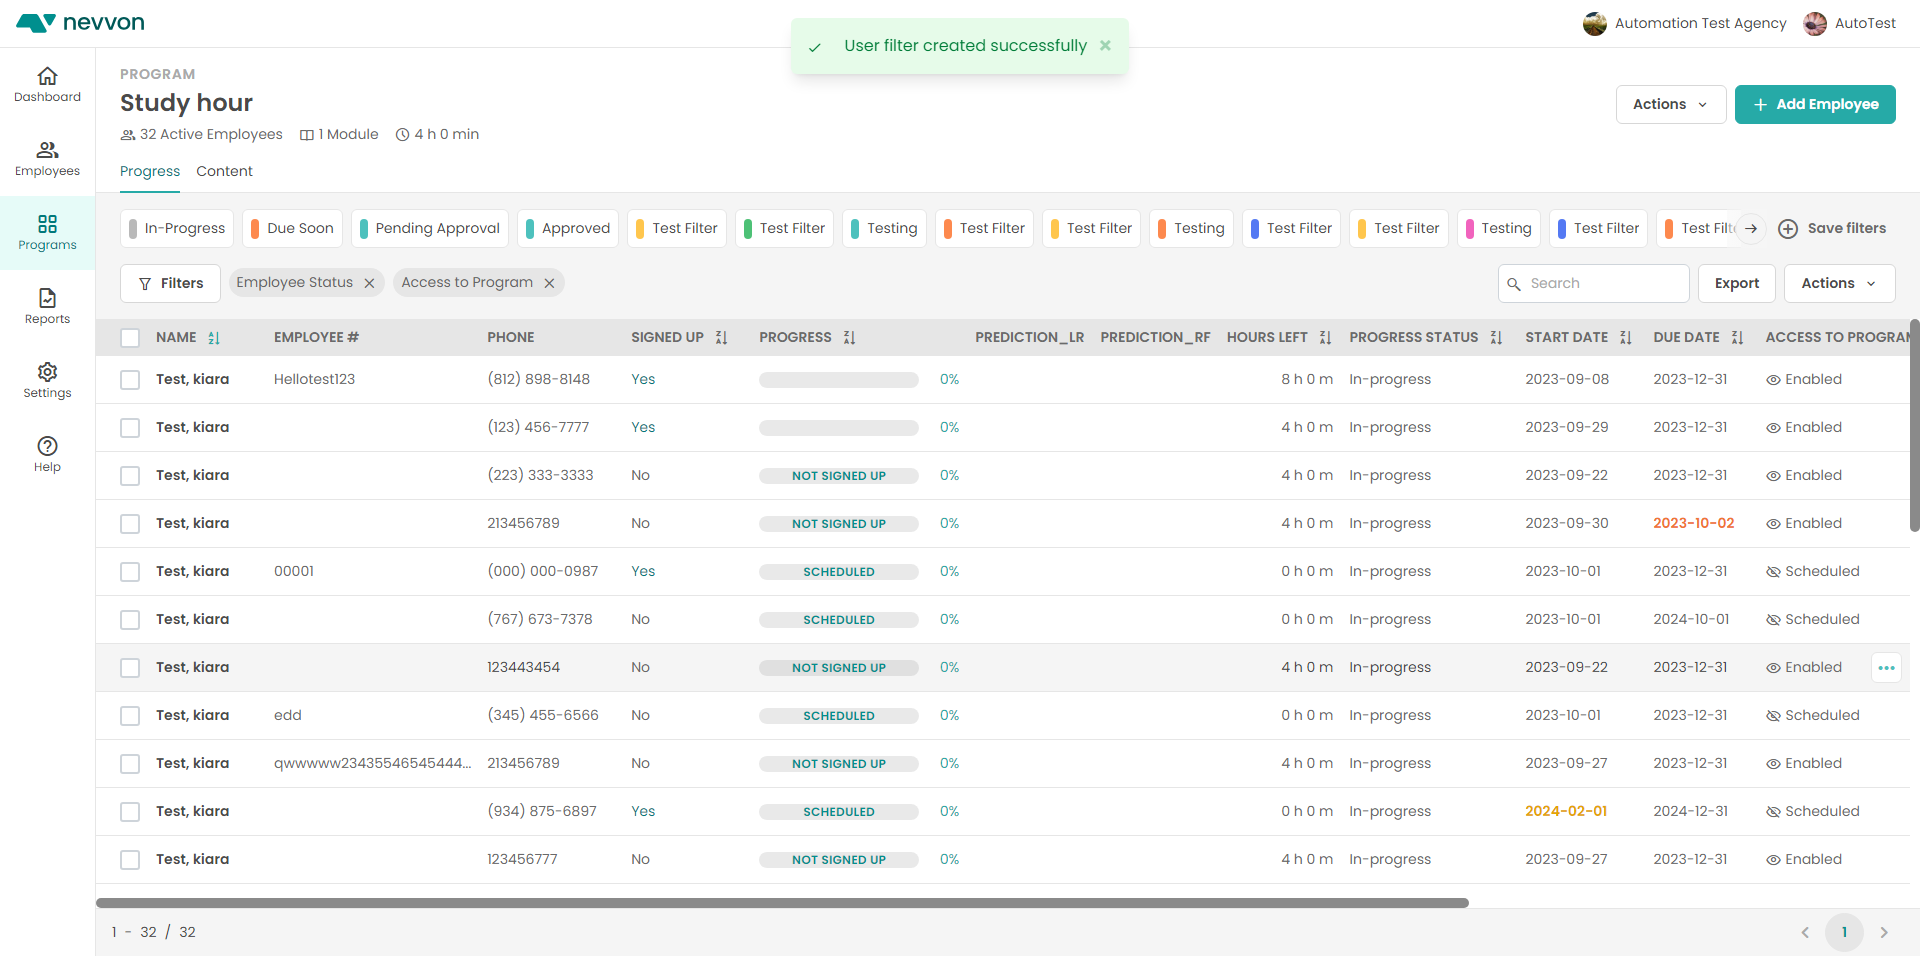 nevvon
User filter created successfully
Automation Test Agency
AutoTest
Dashboard
Employees
Programs
Reports
Settings
Help
PROGRAM
Study hour
32 Active Employees 1 Module 4 h 0 min
Actions
Add Employee
Progress Content
In-Progress Due Soon Pending Approval Approved Test Filter Test Filter Testing Test Filter Test Filter Testing Test Filter Test Filter Testing Test Filter Test Save filters
Filters Employee Status Access to Program Search Export Actions
NAME EMPLOYEE # PHONE SIGNED UP PROGRESS PREDICTION_LR PREDICTION_RF HOURS LEFT PROGRESS STATUS START DATE DUE DATE ACCESS TO PROGRAM
Test, kiara Hellotest123 (812) 898-8148 Yes 0% 8 h 0 m In-progress 2023-09-08 2023-12-31 Enabled
Test, kiara (123) 456-7777 Yes 0% 4 h 0 m In-progress 2023-09-29 2023-12-31 Enabled
Test, kiara (223) 333-3333 No NOT SIGNED UP 0% 4 h 0 m In-progress 2023-09-22 2023-12-31 Enabled
Test, kiara 213456789 No NOT SIGNED UP 0% 4 h 0 m In-progress 2023-09-30 2023-10-02 Enabled
Test, kiara 00001 (000) 000-0987 Yes SCHEDULED 0% 0 h 0 m In-progress 2023-10-01 2023-12-31 Scheduled
Test, kiara (767) 673-7378 No SCHEDULED 0% 0 h 0 m In-progress 2023-10-01 2024-10-01 Scheduled
Test, kiara 123443454 No NOT SIGNED UP 0% 4 h 0 m In-progress 2023-09-22 2023-12-31 Enabled
Test, kiara edd (345) 455-6566 No SCHEDULED 0% 0 h 0 m In-progress 2023-10-01 2023-12-31 Scheduled
Test, kiara qwwwww23435546545444... 213456789 No NOT SIGNED UP 0% 4 h 0 m In-progress 2023-09-27 2023-12-31 Enabled
Test, kiara (934) 875-6897 Yes SCHEDULED 0% 0 h 0 m In-progress 2024-02-01 2024-12-31 Scheduled
Test, kiara 123456777 No NOT SIGNED UP 0% 4 h 0 m In-progress 2023-09-27 2023-12-31 Enabled
1 - 32 / 32
1